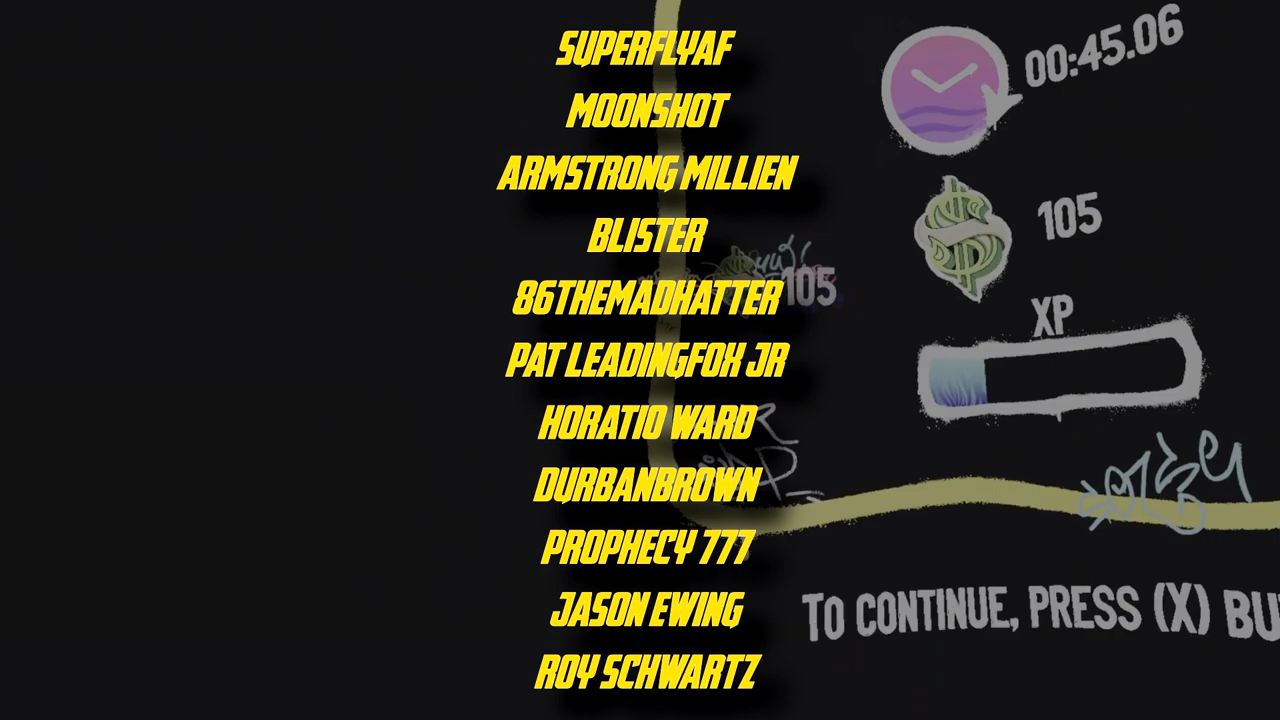 SUPERFLYAF
MOONSHOT
ARMSTRONG MILLIEN
BLISTER
86THEMADHATTER
PAT LEADINGFOX JR
HORATIO WARD
DURBANBROWN
PROPHECY 777
JASON EWING
ROY SCHWARTZ
00:45.06
105
105
XP
TO CONTINUE, PRESS (X) BU